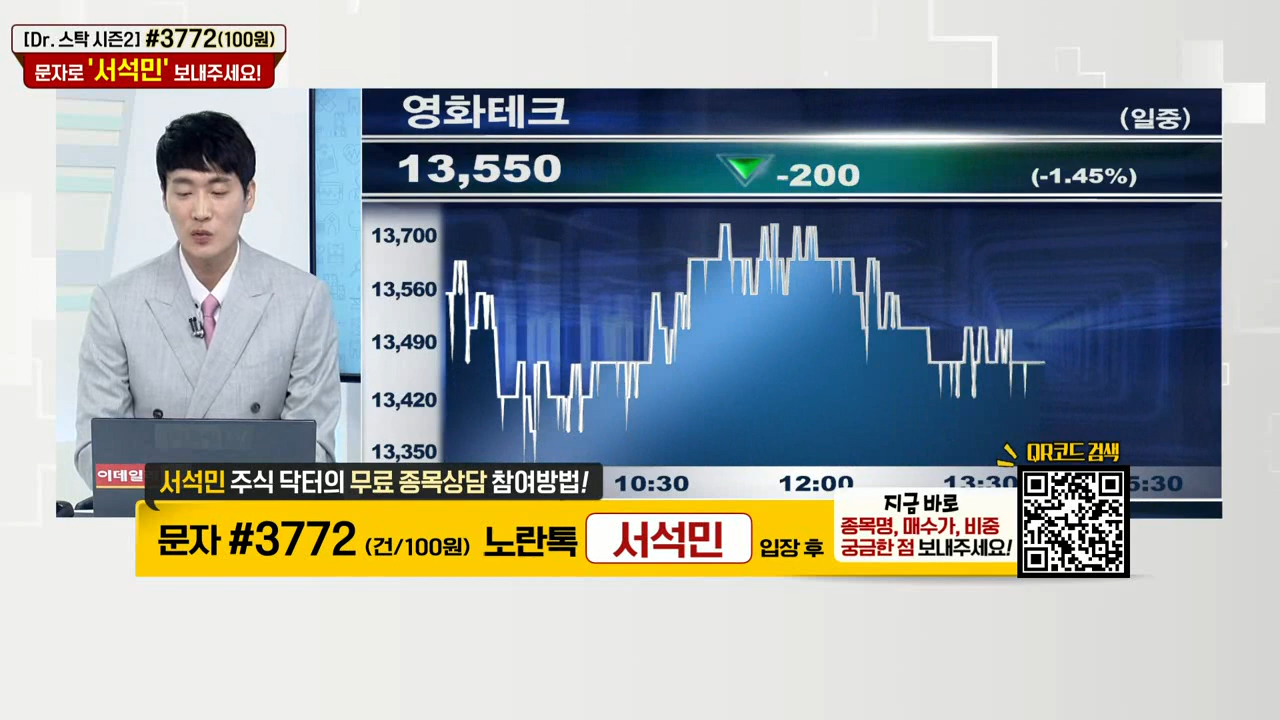 [Dr. 스탁 시즌2] #3772(100원)
문자로 '서석민' 보내주세요!
영화테크
(일중)
13,550 -200 (-1.45%)
13,700
13,560
13,490
13,420
13,350
10:30 12:00 13:30 5:30
QR코드 검색
이데일
서석민 주식 닥터의 무료 종목상담 참여방법!
문자 #3772 (건/100원) 노란톡 서석민 입장 후
지금 바로
종목명, 매수가, 비중
궁금한 점 보내주세요!